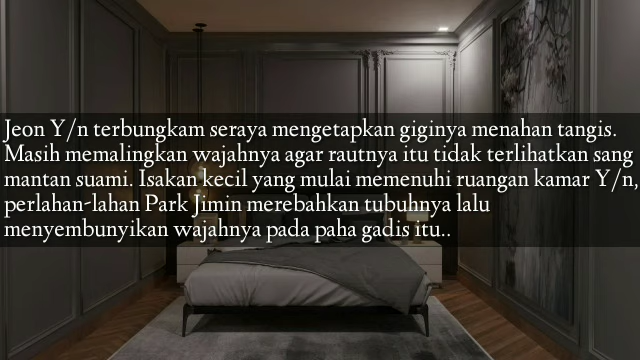 Jeon Y/n terbungkam seraya mengetapkan giginya menahan tangis.
Masih memalingkan wajahnya agar rautnya itu tidak terlihatkan sang
mantan suami. Isakan kecil yang mulai memenuhi ruangan kamar Y/n,
perlahan-lahan Park Jimin merebahkan tubuhnya lalu
menyembunyikan wajahnya pada paha gadis itu..